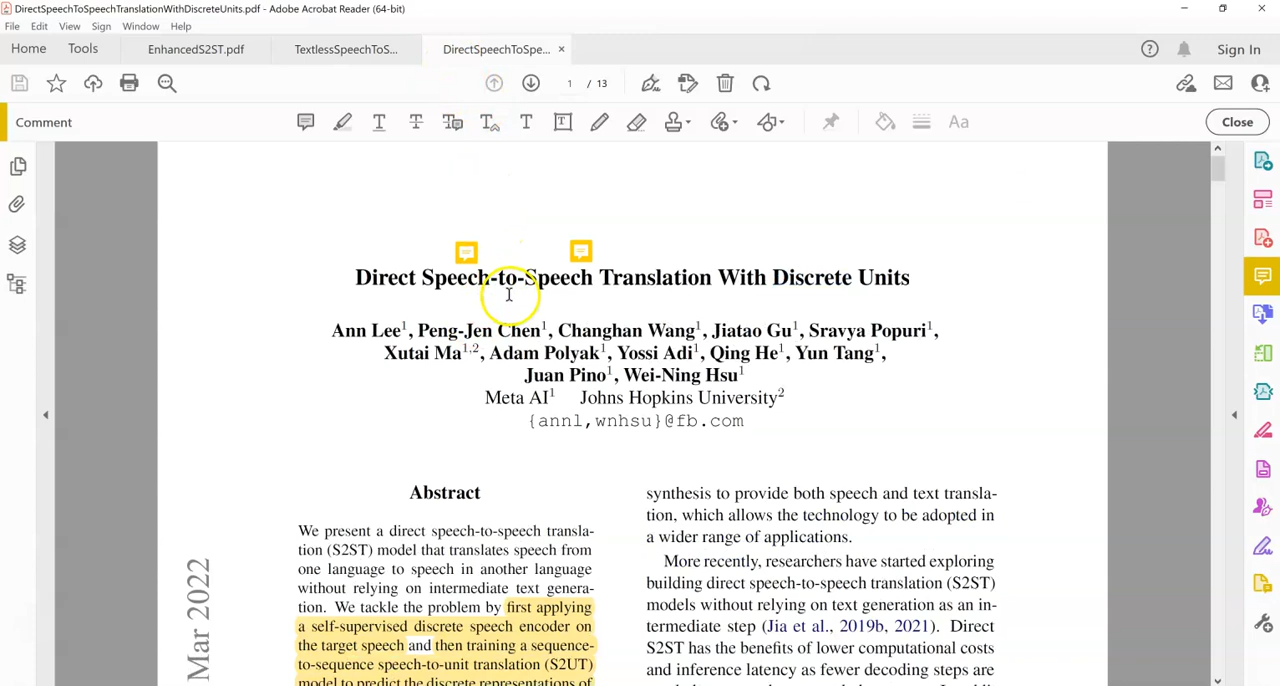 DirectSpeechToSpeechTranslationWithDiscreteUnits.pdf - Adobe Acrobat Reader (64-bit)
File Edit View Sign Window Help
Home Tools EnhancedS2ST.pdf TextlessSpeechToS... DirectSpeechToSpe... × Sign In
1 / 13
Comment Aa Close
Direct Speech-to-Speech Translation With Discrete Units
Ann Lee1, Peng-Jen Chen1, Changhan Wang1, Jiatao Gu1, Sravya Popuri1,
Xutai Ma1,2, Adam Polyak1, Yossi Adi1, Qing He1, Yun Tang1,
Juan Pino1, Wei-Ning Hsu1
Meta AI1 Johns Hopkins University2
{annl,wnhsu}@fb.com
Abstract
We present a direct speech-to-speech transla-
tion (S2ST) model that translates speech from
one language to speech in another language
without relying on intermediate text genera-
tion. We tackle the problem by first applying
a self-supervised discrete speech encoder on
the target speech and then training a sequence-
to-sequence speech-to-unit translation (S2UT)
model to predict the discrete representations of
synthesis to provide both speech and text transla-
tion, which allows the technology to be adopted in
a wider range of applications.
More recently, researchers have started exploring
building direct speech-to-speech translation (S2ST)
models without relying on text generation as an in-
termediate step (Jia et al., 2019b, 2021). Direct
S2ST has the benefits of lower computational costs
and inference latency as fewer decoding steps are
Mar 2022